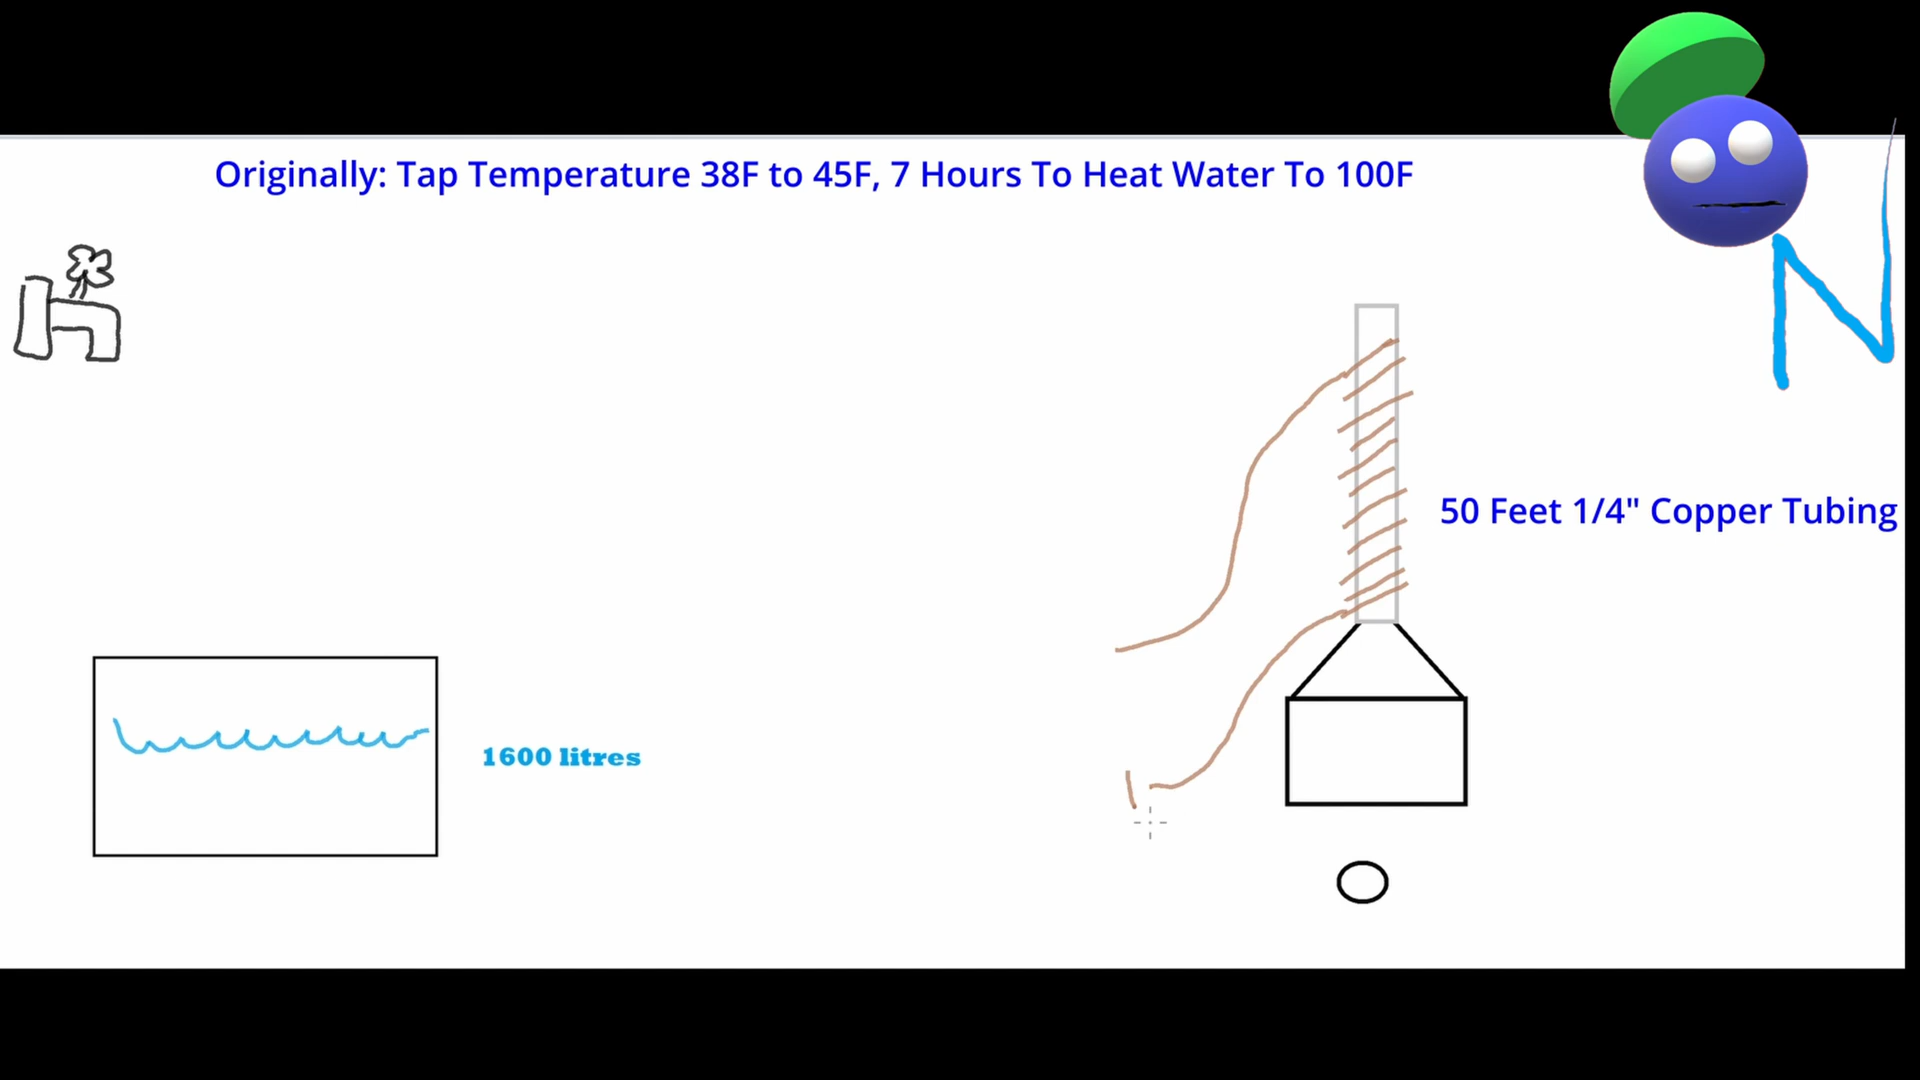 Originally: Tap Temperature 38F to 45F, 7 Hours To Heat Water To 100F
N
50 Feet 1/4" Copper Tubing
1600 litres